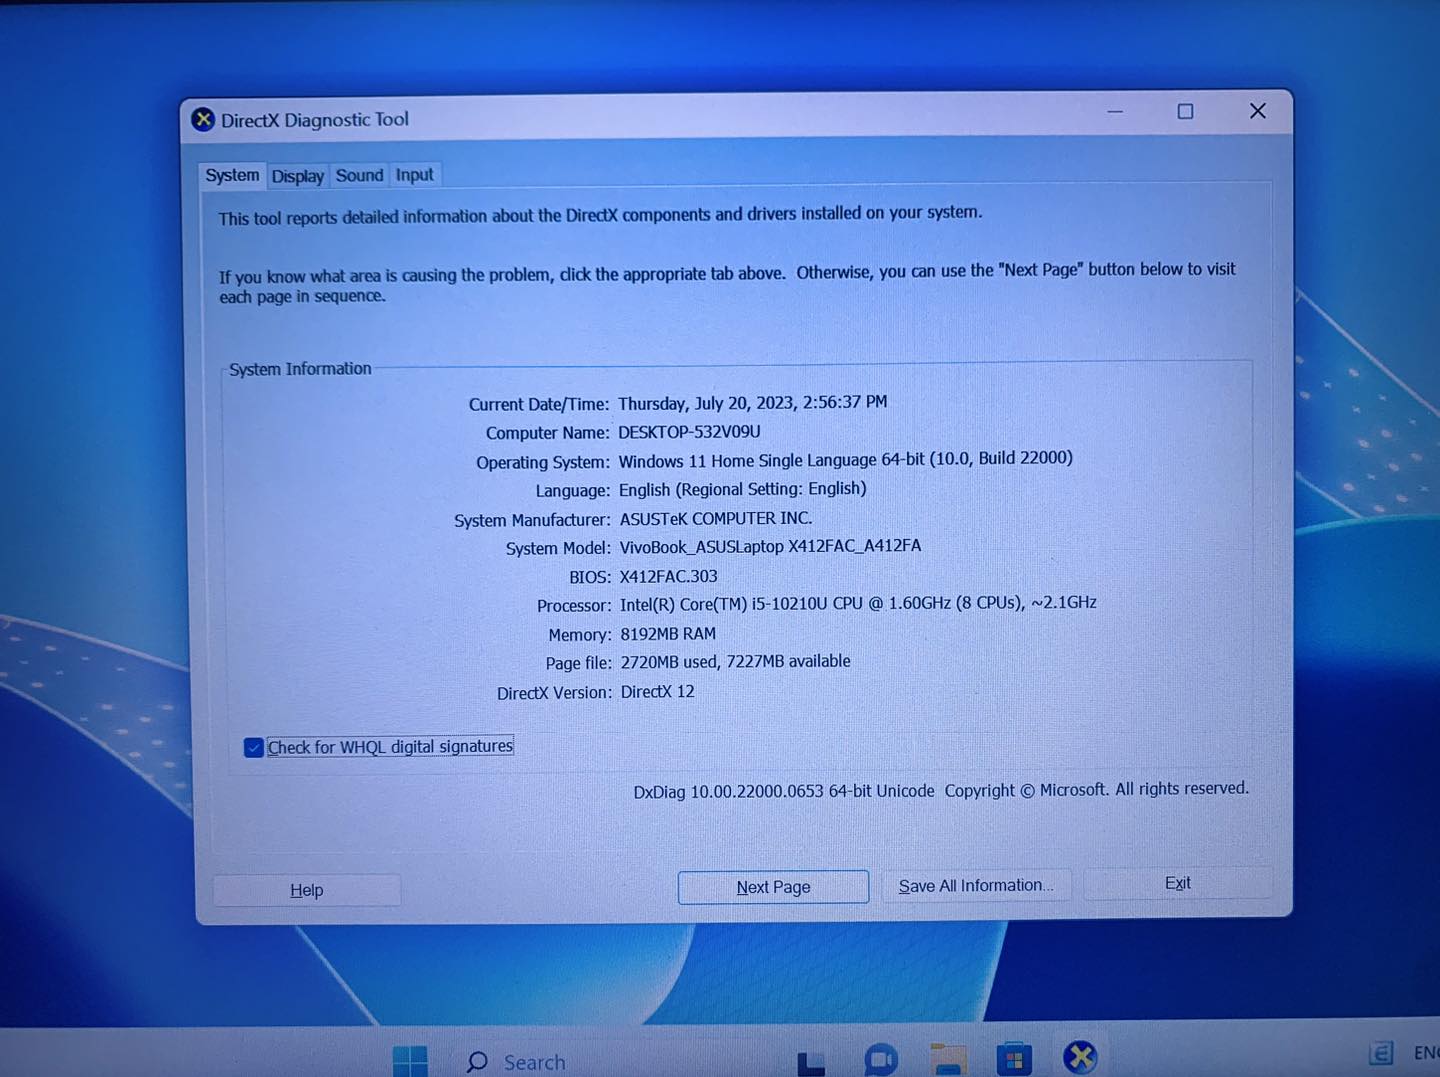 DirectX Diagnostic Tool
System Display Sound Input
This tool reports detailed information about the DirectX components and drivers installed on your system.
If you know what area is causing the problem, click the appropriate tab above. Otherwise, you can use the "Next Page" button below to visit
each page in sequence.
System Information
Current Date/Time: Thursday, July 20, 2023, 2:56:37 PM
Computer Name: DESKTOP-532V09U
Operating System: Windows 11 Home Single Language 64-bit (10.0, Build 22000)
Language: English (Regional Setting: English)
System Manufacturer: ASUSTeK COMPUTER INC.
System Model: VivoBook_ASUSLaptop X412FAC_A412FA
BIOS: X412FAC.303
Processor: Intel(R) Core(TM) i5-10210U CPU @ 1.60GHz (8 CPUs), ~2.1GHz
Memory: 8192MB RAM
Page file: 2720MB used, 7227MB available
DirectX Version: DirectX 12
Check for WHQL digital signatures
DxDiag 10.00.22000.0653 64-bit Unicode Copyright © Microsoft. All rights reserved.
Help Next Page Save All Information... Exit
Search